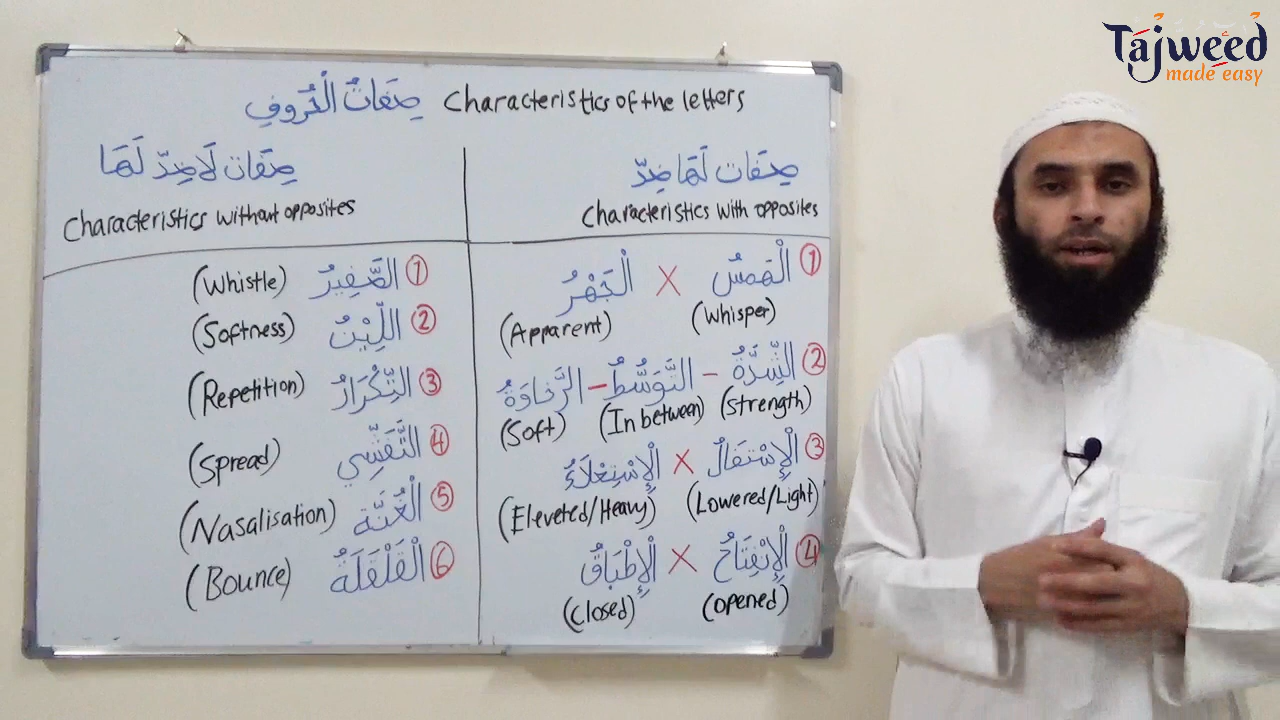 Tajweed
made easy
صِفَاتُ الْحُرُوفِ Characteristics of the letters
صِفَات لَهَا ضِدّ
Characteristics with opposites
① الْهَمْسُ X الْجَهْرُ
(Whisper) (Apparent)
② الشِّدَّةُ - التَّوَسُّطُ - الرَّخَاوَةُ
(Strength) (In between) (Soft)
③ الْإِسْتَفَالُ X الْإِسْتِعْلَاءُ
(Lowered/Light) (Eleveted/Heavy)
④ الْإِنْفِتَاحُ X الْإِطْبَاقُ
(opened) (closed)
صِفَات لَا ضِدّ لَهَا
Characteristics without opposites
① الصَّفِيرُ (Whistle)
② اللِّيْنُ (Softness)
③ التِّكْرَارُ (Repetition)
④ التَّفَشِّي (Spread)
⑤ الْغُنَّة (Nasalisation)
⑥ الْقَلْقَلَةُ (Bounce)